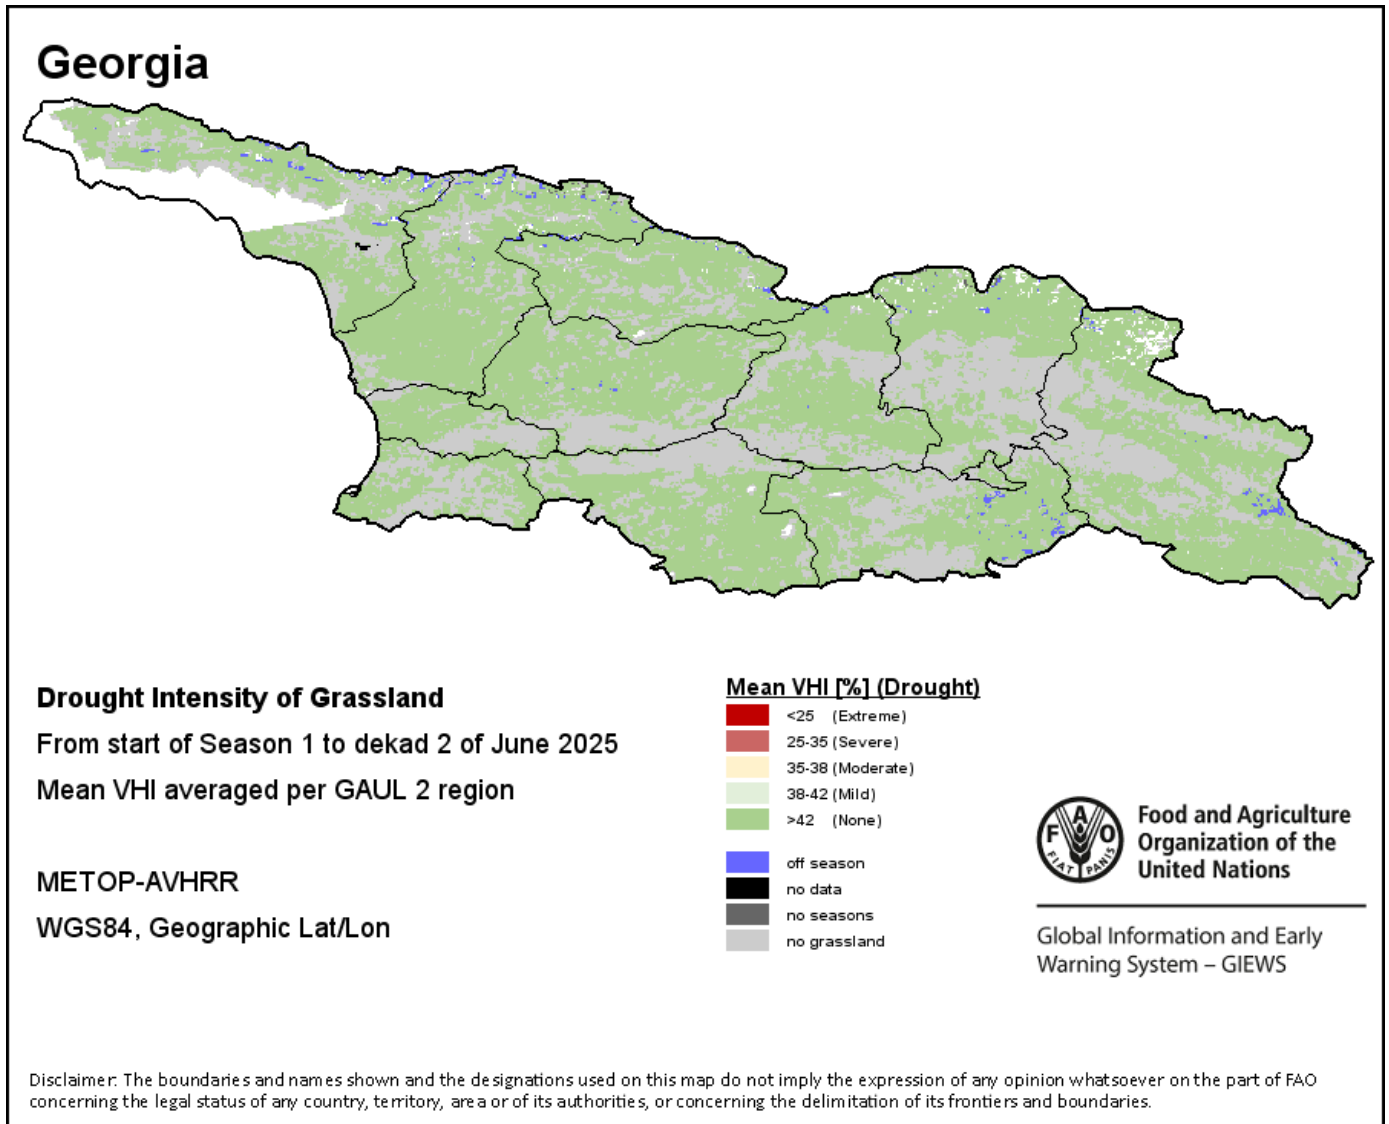 Georgia
Drought Intensity of Grassland
From start of Season 1 to dekad 2 of June 2025
Mean VHI averaged per GAUL 2 region
METOP-AVHRR
WGS84, Geographic Lat/Lon
Mean VHI [%] (Drought)
<25 (Extreme)
25-35 (Severe)
35-38 (Moderate)
38-42 (Mild)
>42 (None)
off season
no data
no seasons
no grassland
F A O
FIAT PANIS
Food and Agriculture
Organization of the
United Nations
Global Information and Early
Warning System – GIEWS
Disclaimer: The boundaries and names shown and the designations used on this map do not imply the expression of any opinion whatsoever on the part of FAO
concerning the legal status of any country, territory, area or of its authorities, or concerning the delimitation of its frontiers and boundaries.